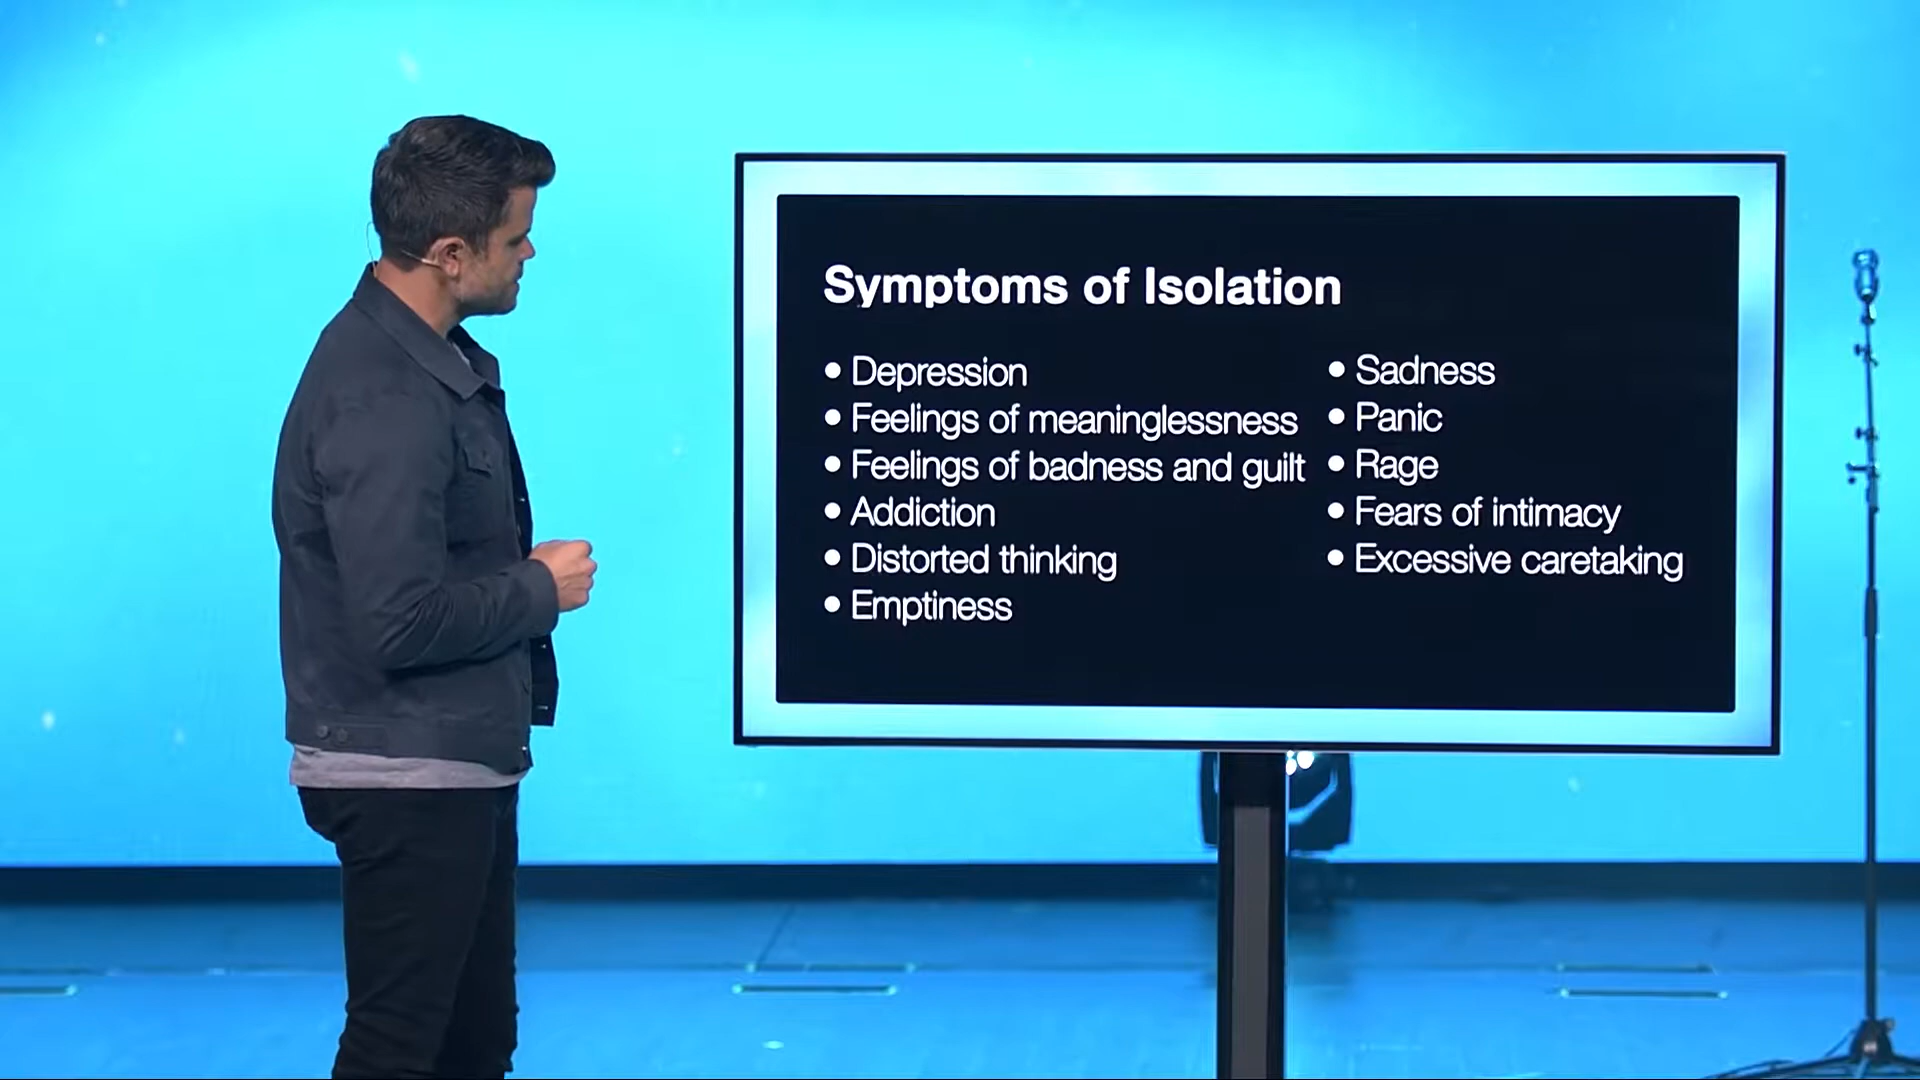 Symptoms of Isolation
• Depression
• Feelings of meaninglessness
• Feelings of badness and guilt
• Addiction
• Distorted thinking
• Emptiness
• Sadness
• Panic
• Rage
• Fears of intimacy
• Excessive caretaking